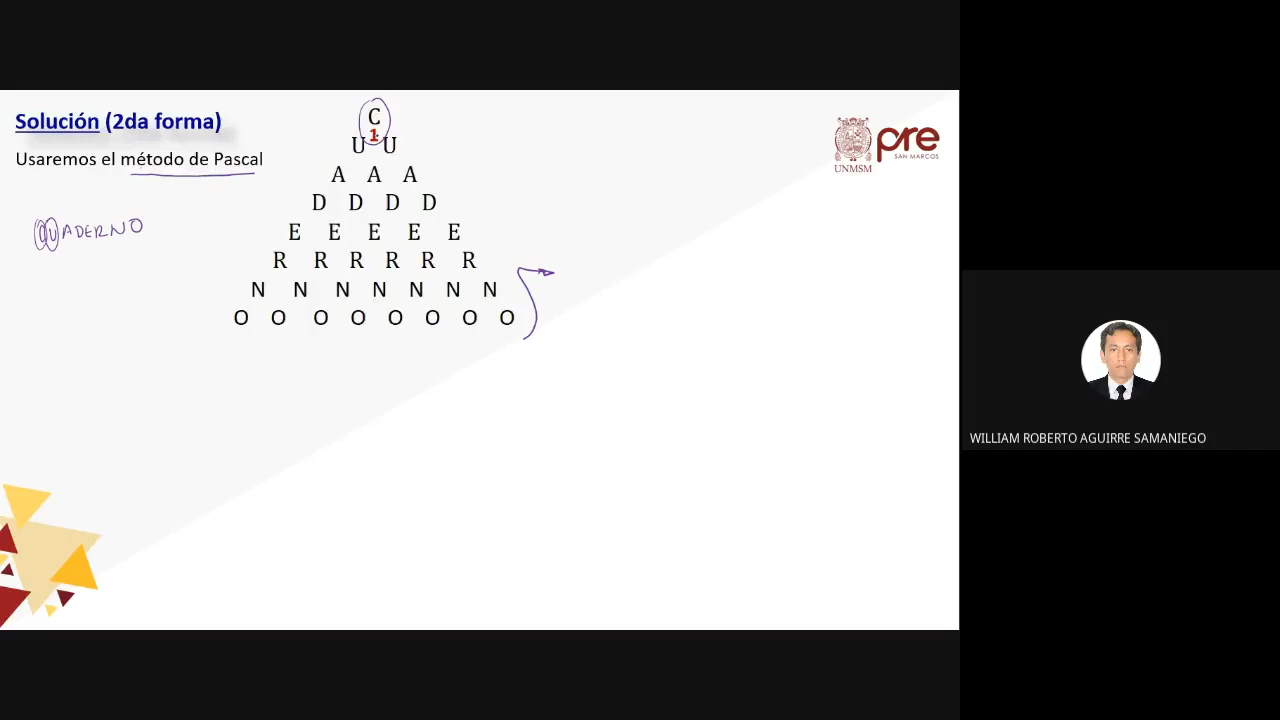 Solución (2da forma)
Usaremos el método de Pascal
CUADERNO
C
1
U U
A A A
D D D D
E E E E E
R R R R R R
N N N N N N N
O O O O O O O O
pre
SAN MARCOS
UNMSM
WILLIAM ROBERTO AGUIRRE SAMANIEGO